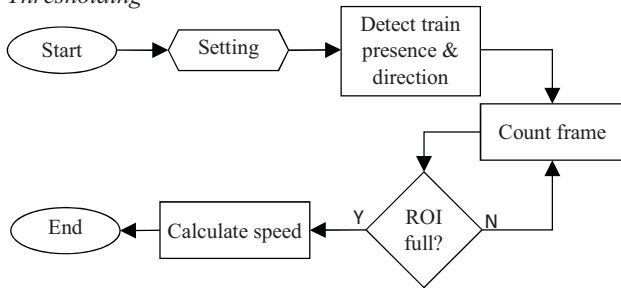 Thresholding
Start
Setting
Detect train
presence &
direction
Count frame
ROI
full?
Y
N
Calculate speed
End